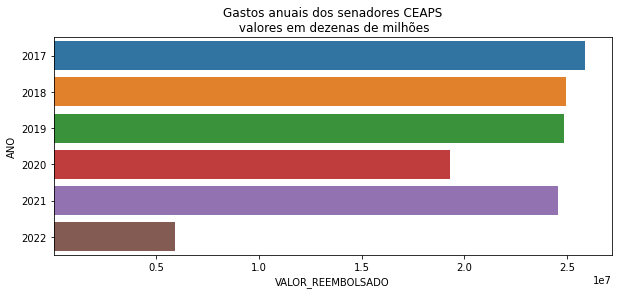 Gastos anuais dos senadores CEAPS
valores em dezenas de milhões
2017
2018
2019
2020
2021
2022
ANO
0.5
1.0
1.5
2.0
2.5
1e7
VALOR_REEMBOLSADO